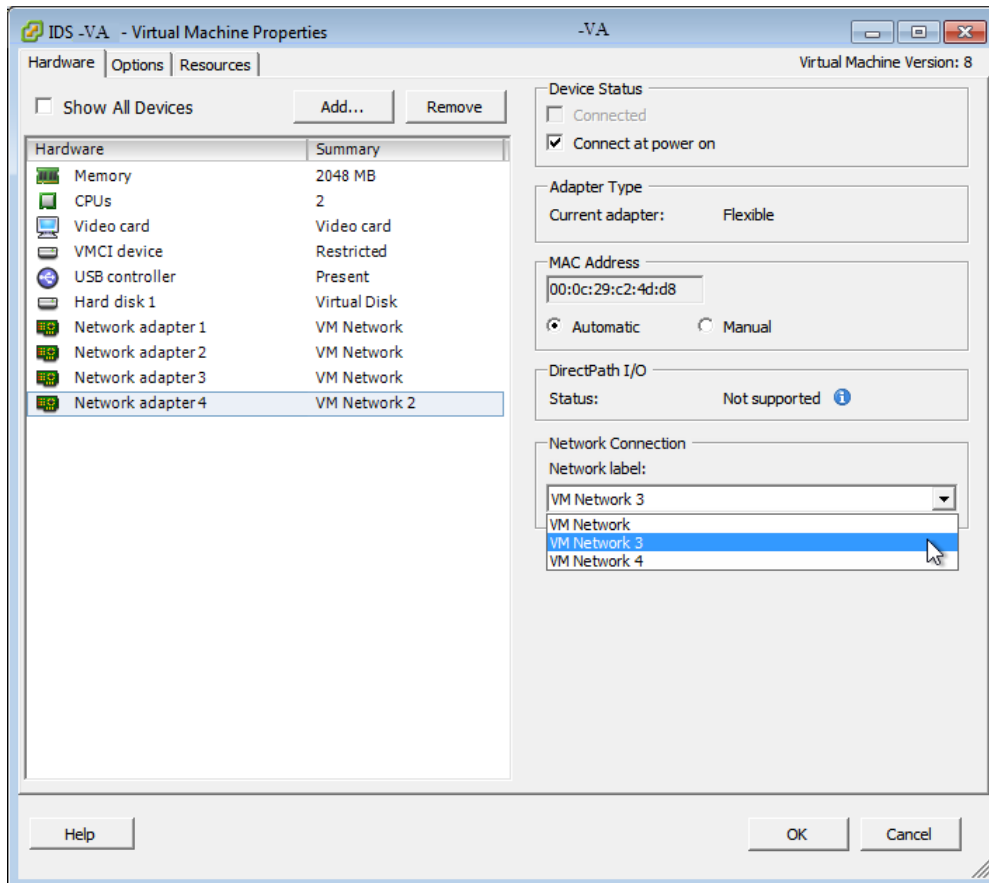 IDS -VA - Virtual Machine Properties -VA
Hardware Options Resources Virtual Machine Version: 8
Show All Devices Add... Remove
Hardware Summary
Memory 2048 MB
CPUs 2
Video card Video card
VMCI device Restricted
USB controller Present
Hard disk 1 Virtual Disk
Network adapter 1 VM Network
Network adapter 2 VM Network
Network adapter 3 VM Network
Network adapter 4 VM Network 2
Device Status
Connected
Connect at power on
Adapter Type
Current adapter: Flexible
MAC Address
00:0c:29:c2:4d:d8
Automatic Manual
DirectPath I/O
Status: Not supported
Network Connection
Network label:
VM Network 3
VM Network
VM Network 3
VM Network 4
Help OK Cancel